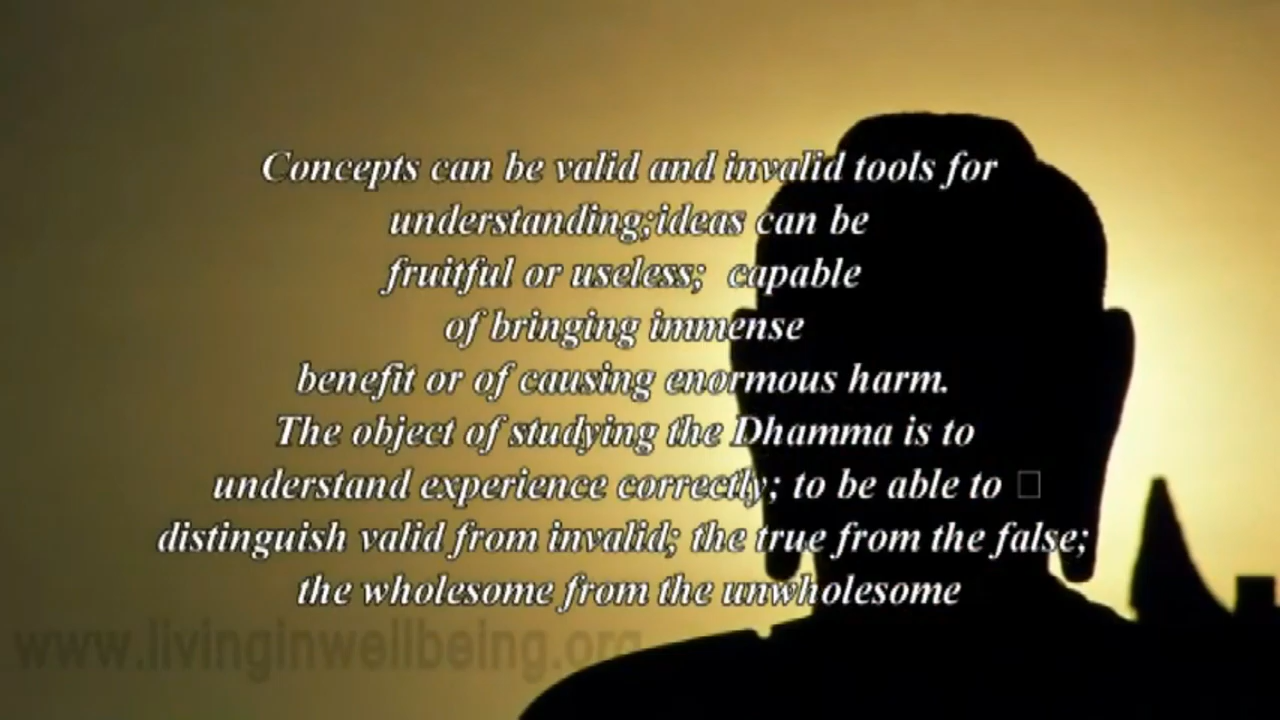 Concepts can be valid and invalid tools for
understanding;ideas can be
fruitful or useless;  capable
of bringing immense
benefit or of causing enormous harm.
The object of studying the Dhamma is to
understand experience correctly; to be able to □
distinguish valid from invalid; the true from the false;
the wholesome from the unwholesome
www.livinginwellbeing.org